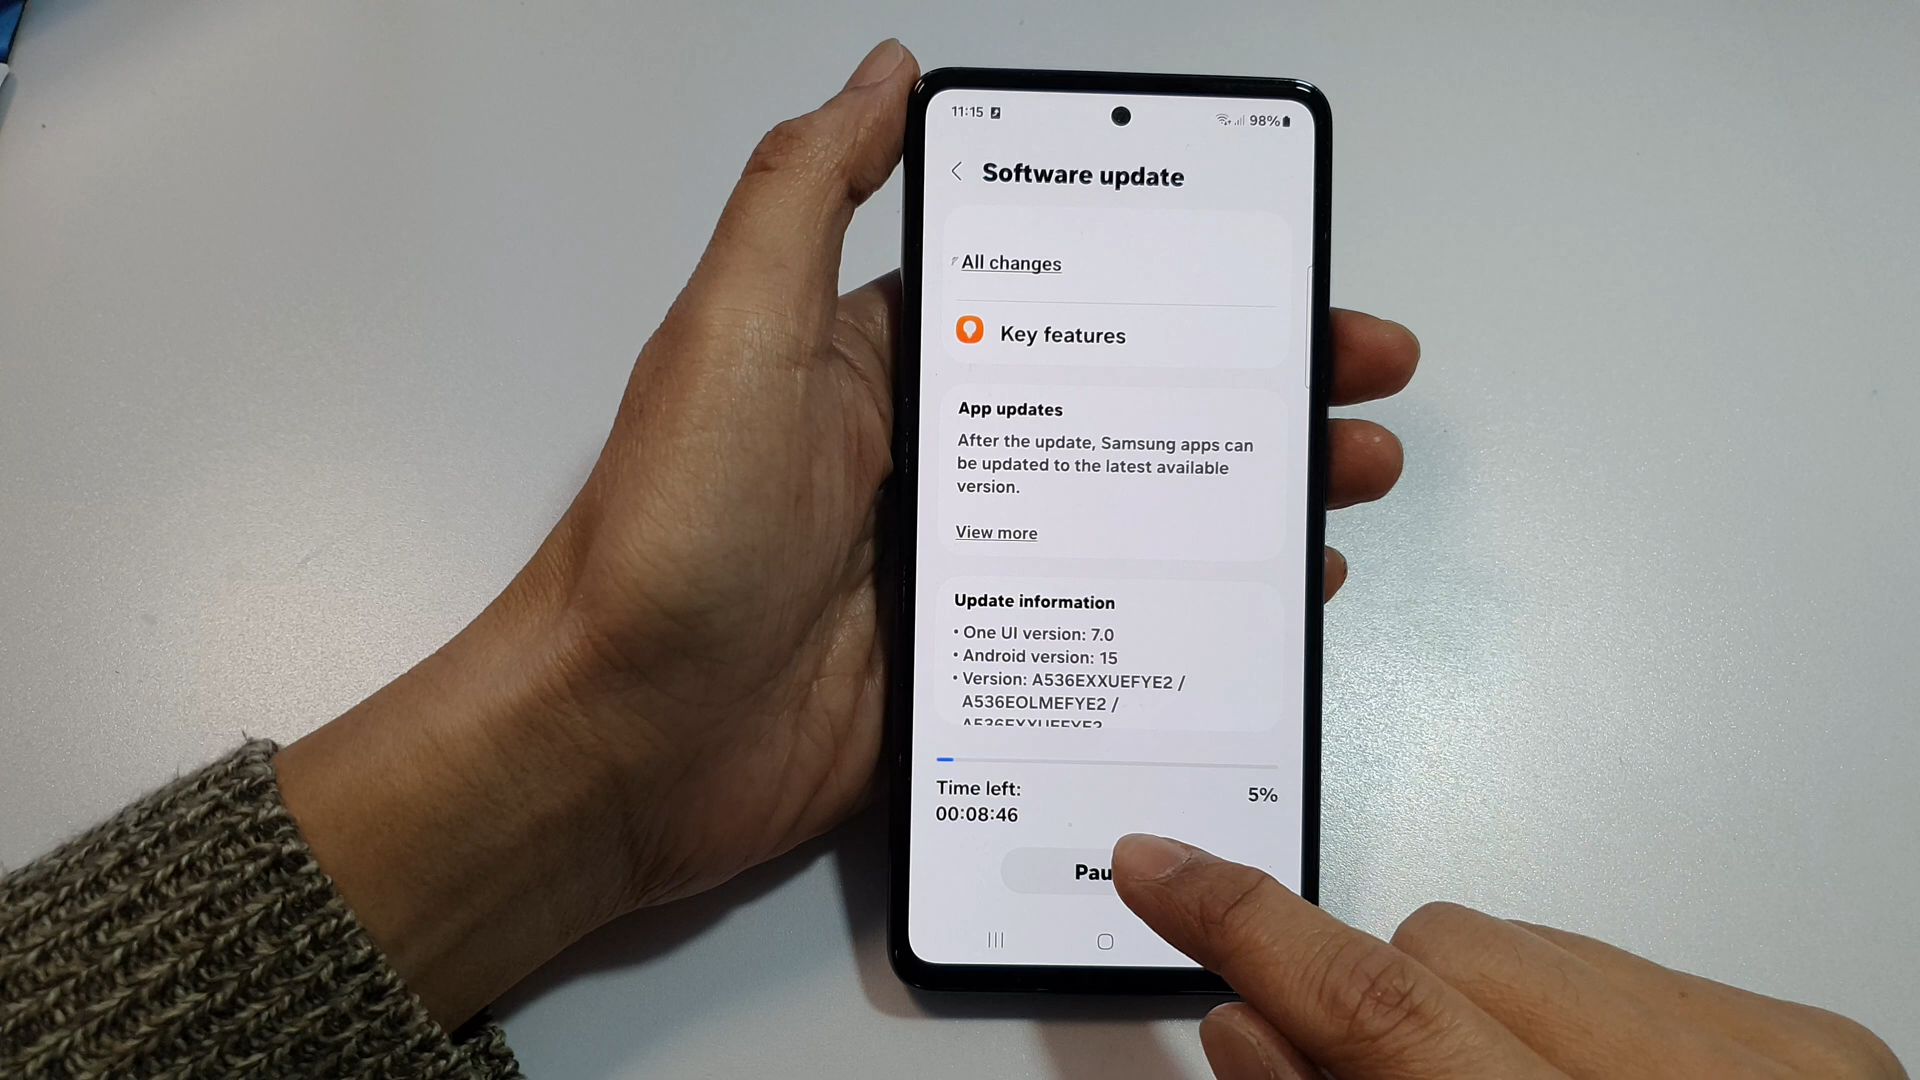 11:15 98%
Software update
All changes
Key features
App updates
After the update, Samsung apps can
be updated to the latest available
version.
View more
Update information
• One UI version: 7.0
• Android version: 15
• Version: A536EXXUEFYE2 /
A536EOLMEFYE2 /
A536EXXUEFYE2
Time left: 5%
00:08:46
Pau